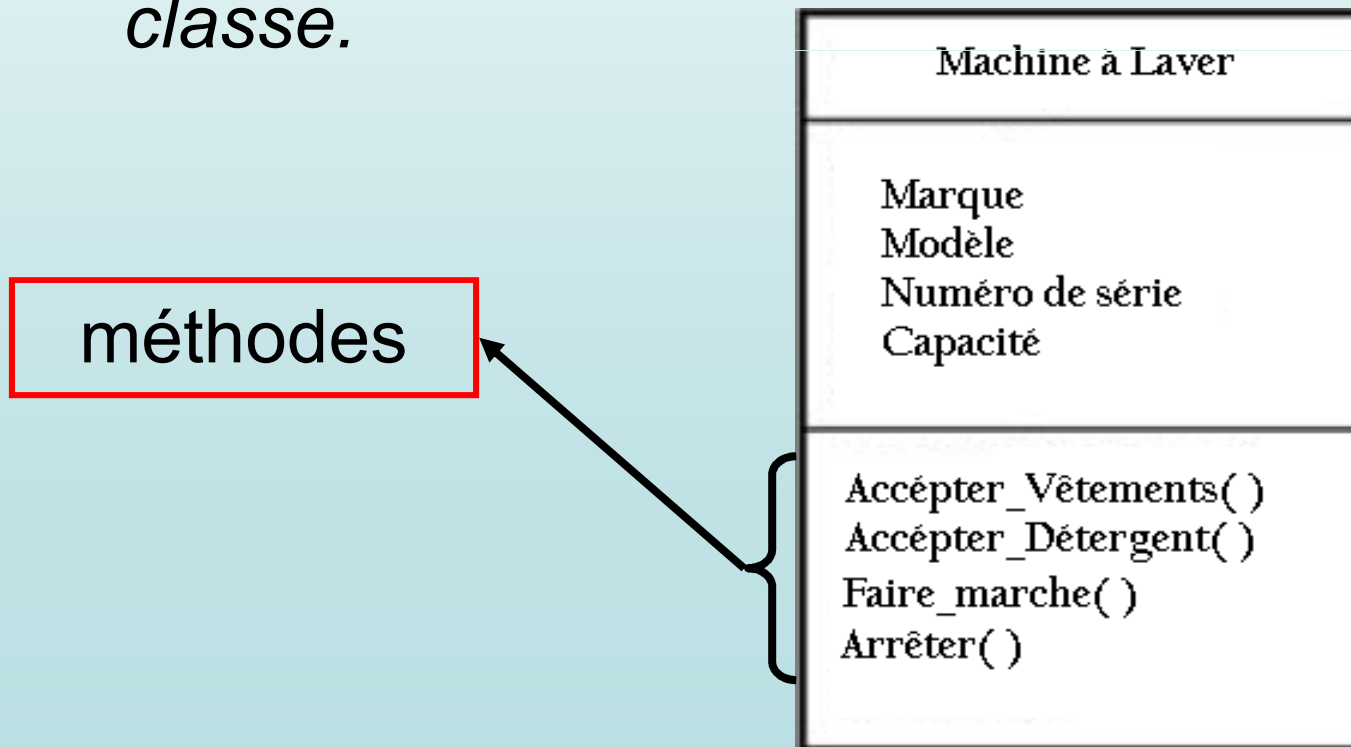 classe.
méthodes
Machine à Laver
Marque
Modèle
Numéro de série
Capacité
Accépter_Vêtements( )
Accépter_Détergent( )
Faire_marche( )
Arrêter( )